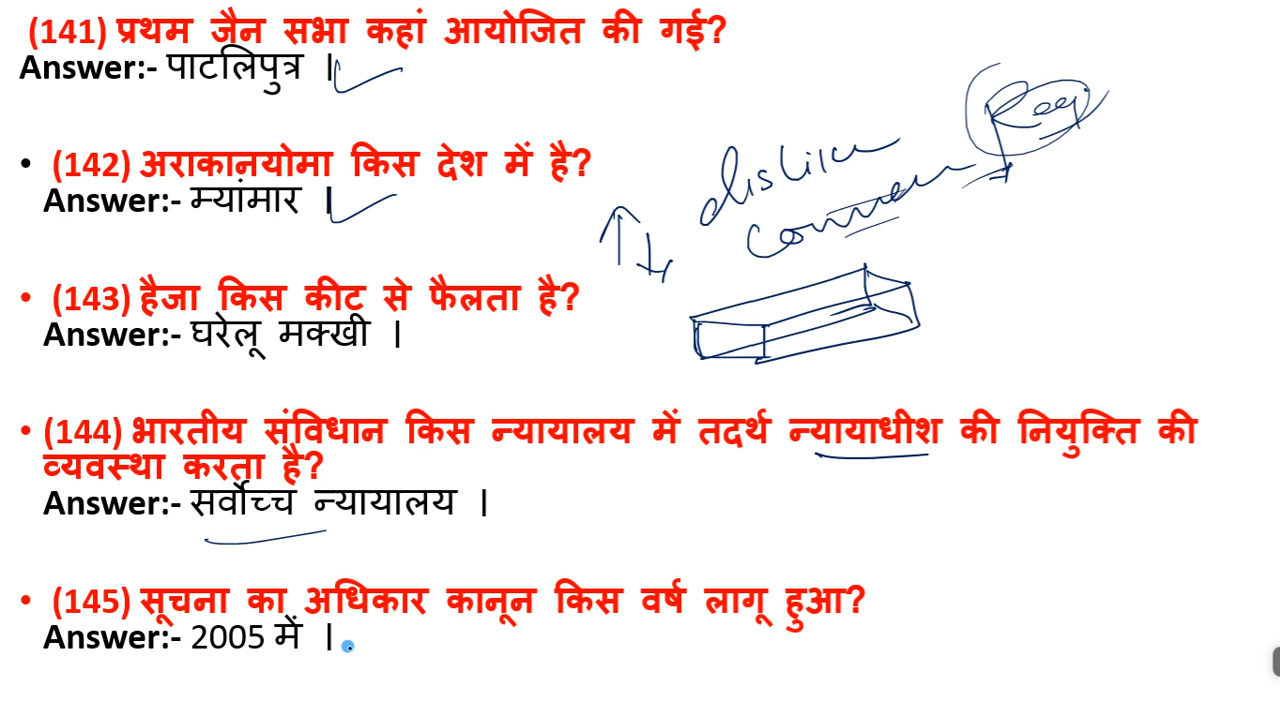 (141) प्रथम जैन सभा कहां आयोजित की गई?
Answer:- पाटलिपुत्र ।
• (142) अराकानयोमा किस देश में है?
Answer:- म्यांमार ।
• (143) हैजा किस कीट से फैलता है?
Answer:- घरेलू मक्खी ।
• (144) भारतीय संविधान किस न्यायालय में तदर्थ न्यायाधीश की नियुक्ति की
व्यवस्था करता है?
Answer:- सर्वोच्च न्यायालय ।
• (145) सूचना का अधिकार कानून किस वर्ष लागू हुआ?
Answer:- 2005 में ।
dislike